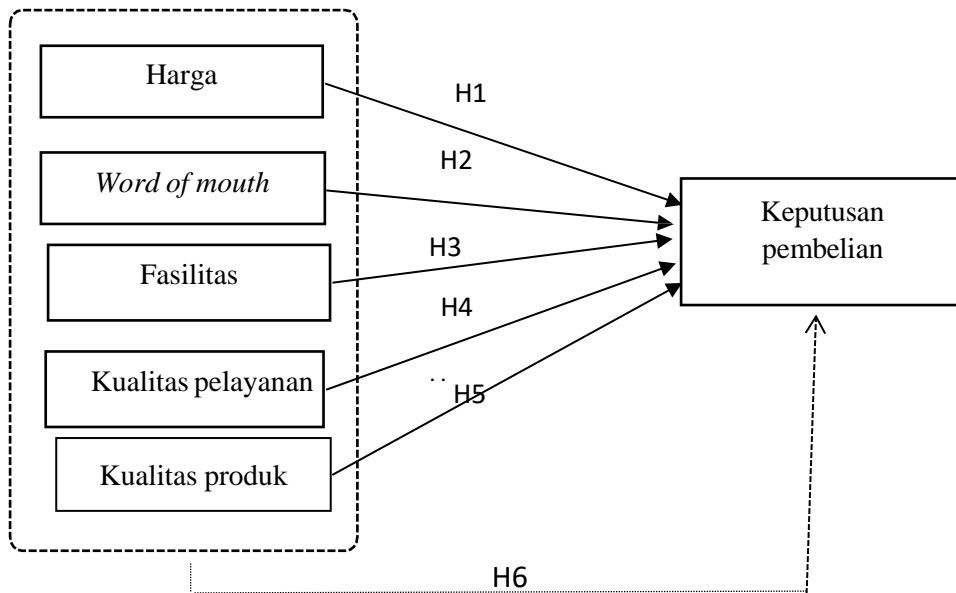 Harga
H1
Word of mouth
H2
Keputusan
pembelian
Fasilitas
H3
H4
Kualitas pelayanan
..
H5
Kualitas produk
H6